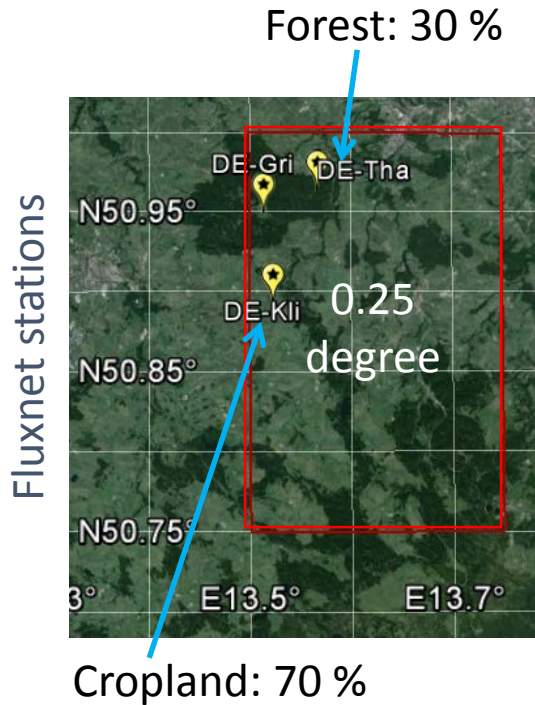 Forest: 30 %
DE-Gri
DE-Tha
N50.95°
Fluxnet stations
DE-Kli
0.25
degree
N50.85°
N50.75°
3°
E13.5°
E13.7°
Cropland: 70 %